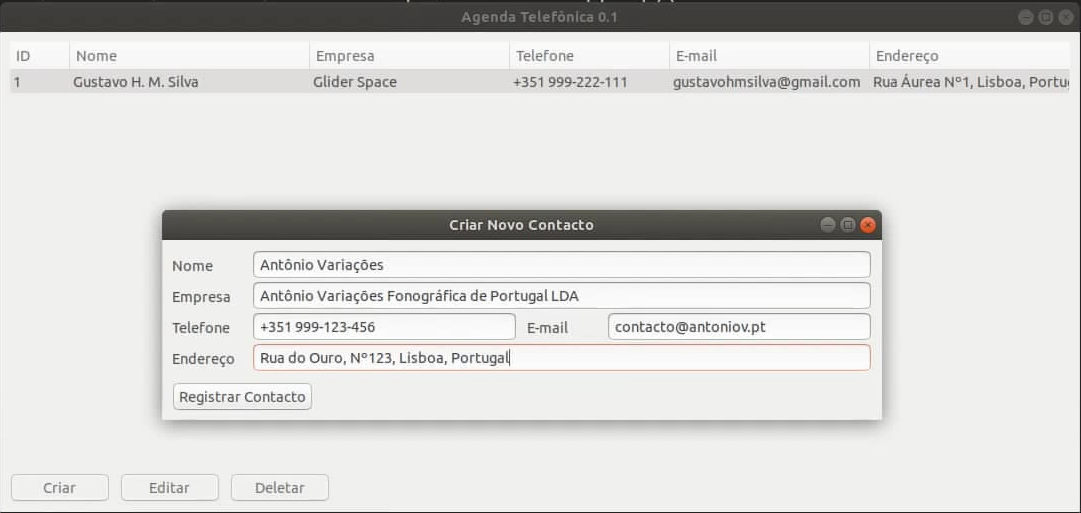 Agenda Telefônica 0.1
ID Nome Empresa Telefone E-mail Endereço
1 Gustavo H. M. Silva Glider Space +351 999-222-111 gustavohmsilva@gmail.com Rua Áurea Nº1, Lisboa, Portu
Criar Novo Contacto
Nome Antônio Variações
Empresa Antônio Variações Fonográfica de Portugal LDA
Telefone +351 999-123-456 E-mail contacto@antoniov.pt
Endereço Rua do Ouro, Nº123, Lisboa, Portugal
Registrar Contacto
Criar Editar Deletar